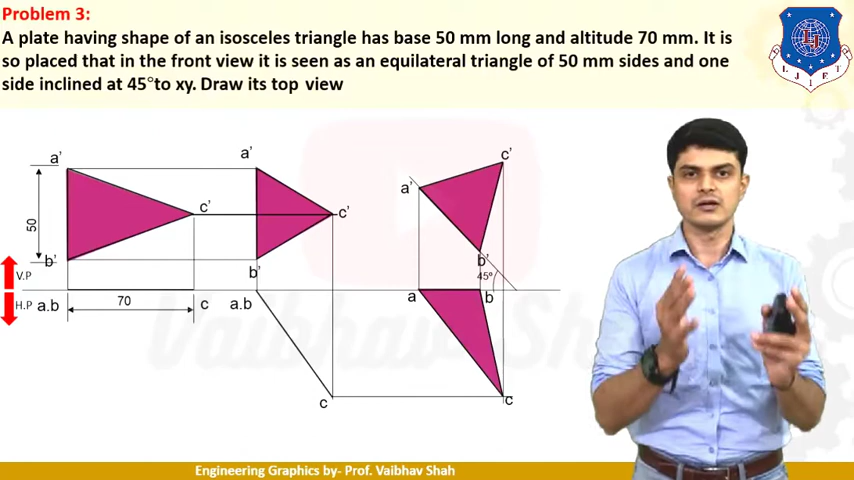 Problem 3:
A plate having shape of an isosceles triangle has base 50 mm long and altitude 70 mm. It is
so placed that in the front view it is seen as an equilateral triangle of 50 mm sides and one
side inclined at 45°to xy. Draw its top view
L J I E T
a' a' c'
a'
c' c'
50
b' b' b'
45°
V.P
H.P a.b 70 c a.b a b
c c
Vaibhav Sh
Engineering Graphics by- Prof. Vaibhav Shah